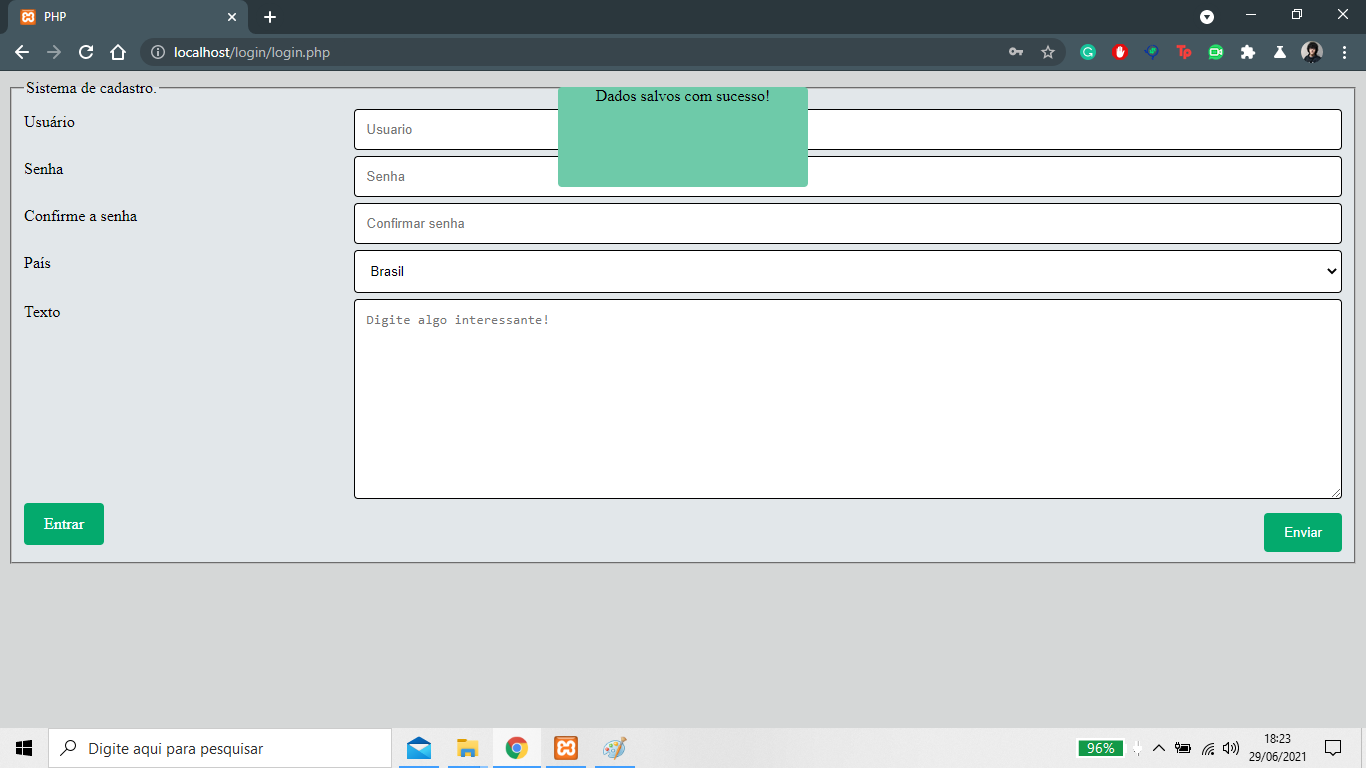 PHP
localhost/login/login.php
Sistema de cadastro.
Dados salvos com sucesso!
Usuário
Usuario
Senha
Senha
Confirme a senha
Confirmar senha
País
Brasil
Texto
Digite algo interessante!
Entrar
Enviar
Digite aqui para pesquisar
96%
18:23
29/06/2021